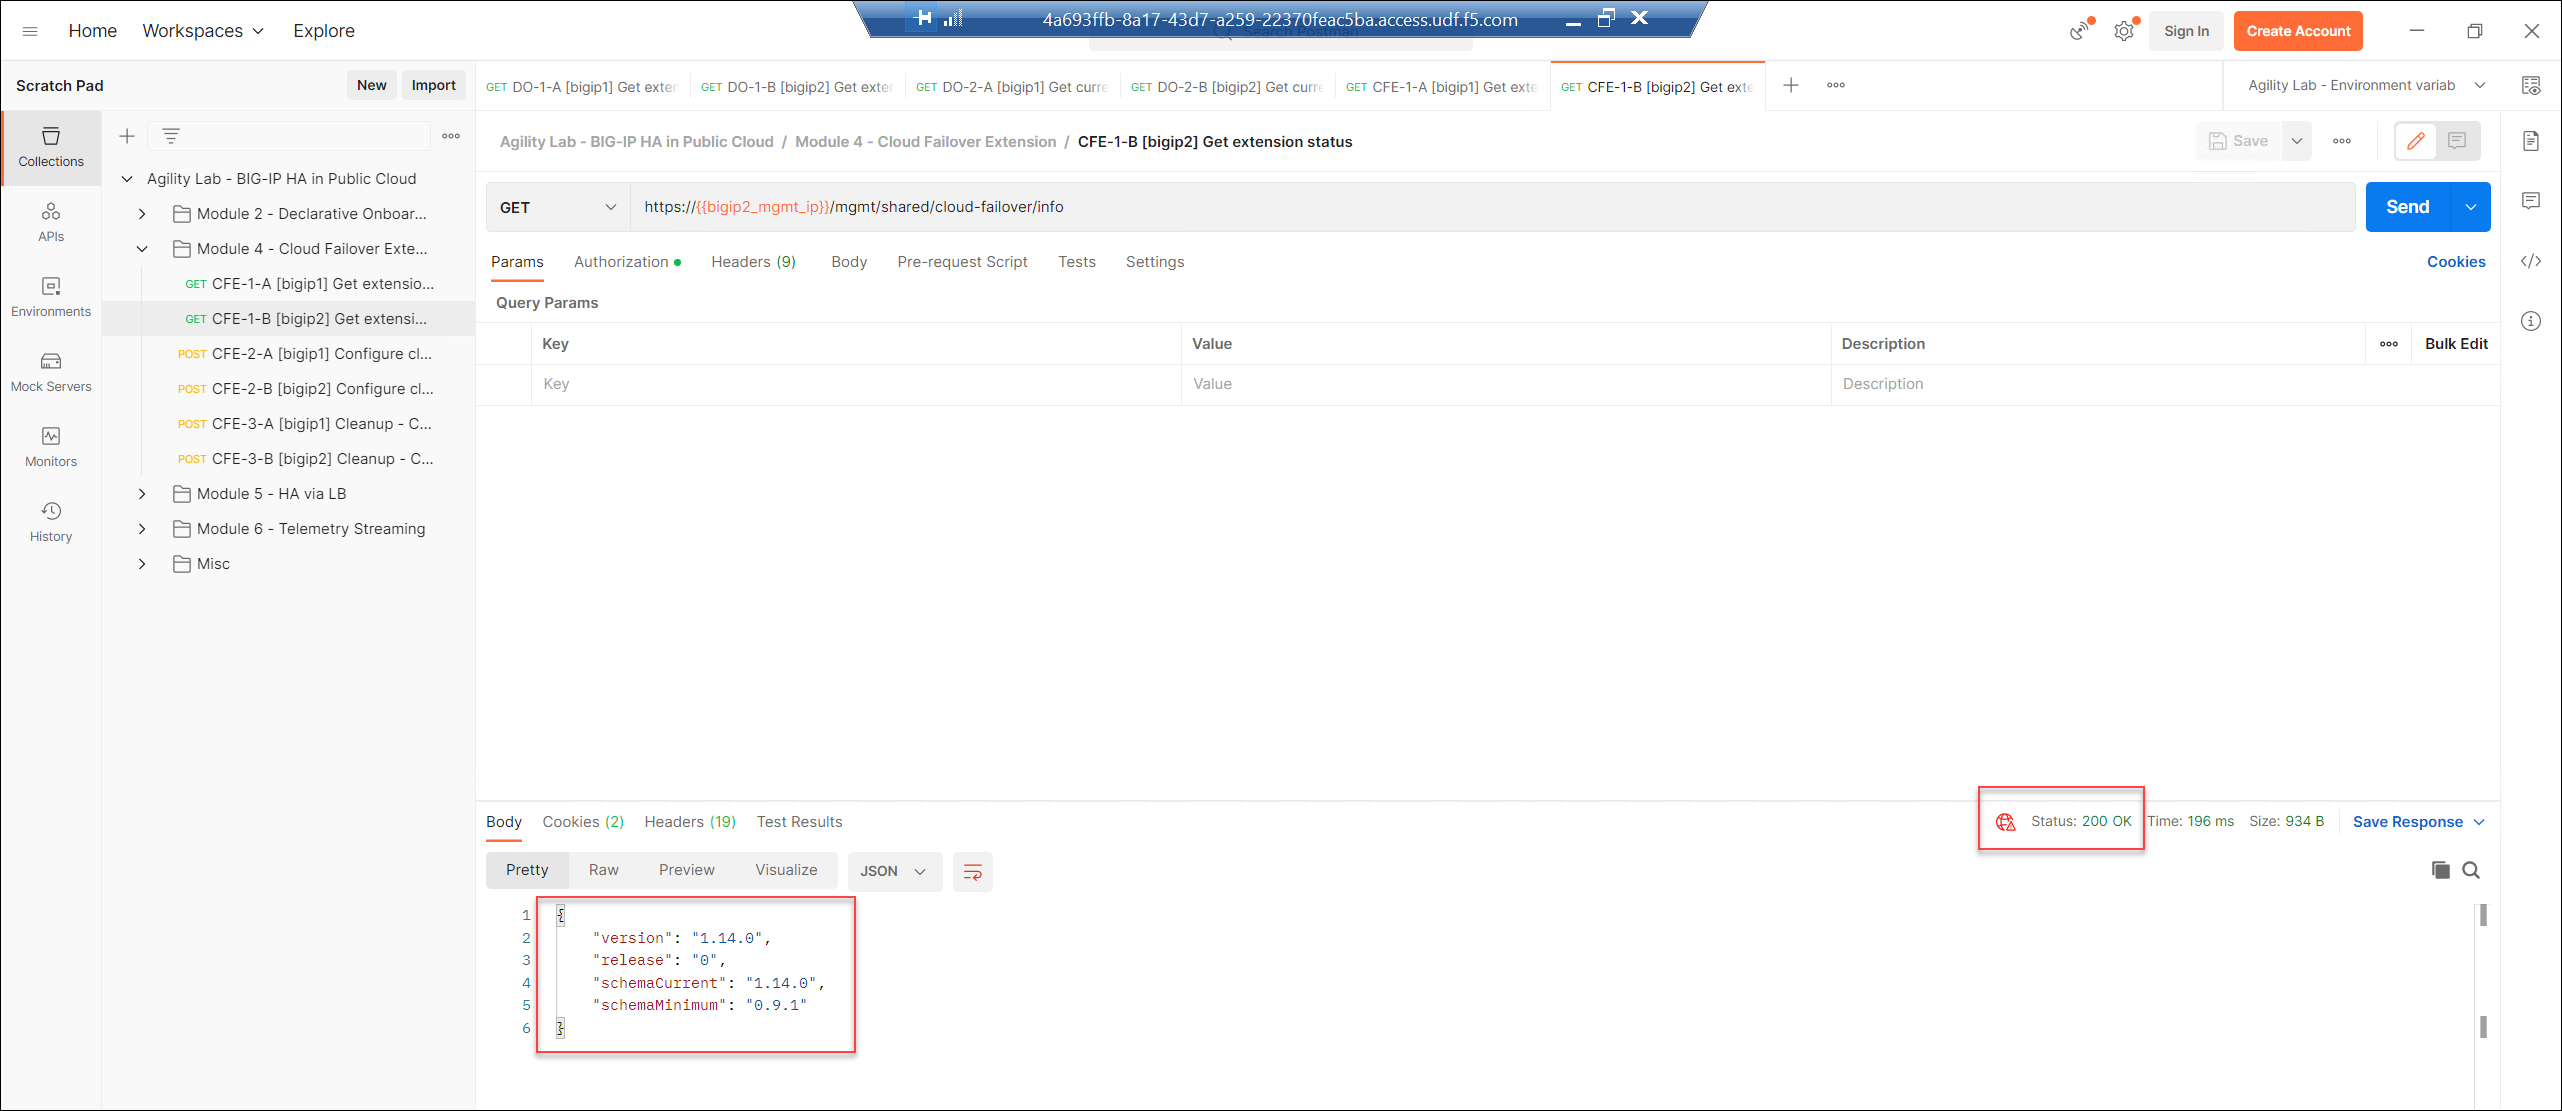 4a693ffb-8a17-43d7-a259-22370feac5ba.access.udf.f5.com
Home Workspaces Explore Search Postman Sign In Create Account
Scratch Pad New Import
GET DO-1-A [bigip1] Get exten GET DO-1-B [bigip2] Get exte GET DO-2-A [bigip1] Get curre GET DO-2-B [bigip2] Get curre GET CFE-1-A [bigip1] Get exte GET CFE-1-B [bigip2] Get exte
Agility Lab - Environment variab
Collections
APIs
Environments
Mock Servers
Monitors
History
Agility Lab - BIG-IP HA in Public Cloud
Module 2 - Declarative Onboar...
Module 4 - Cloud Failover Exte...
GET CFE-1-A [bigip1] Get extensio...
GET CFE-1-B [bigip2] Get extensi...
POST CFE-2-A [bigip1] Configure cl...
POST CFE-2-B [bigip2] Configure cl...
POST CFE-3-A [bigip1] Cleanup - C...
POST CFE-3-B [bigip2] Cleanup - C...
Module 5 - HA via LB
Module 6 - Telemetry Streaming
Misc
Agility Lab - BIG-IP HA in Public Cloud / Module 4 - Cloud Failover Extension / CFE-1-B [bigip2] Get extension status
Save
GET https://{{bigip2_mgmt_ip}}/mgmt/shared/cloud-failover/info Send
Params Authorization Headers (9) Body Pre-request Script Tests Settings Cookies
Query Params
Key Value Description Bulk Edit
Key Value Description
Body Cookies (2) Headers (19) Test Results Status: 200 OK Time: 196 ms Size: 934 B Save Response
Pretty Raw Preview Visualize JSON
1 {
2 "version": "1.14.0",
3 "release": "0",
4 "schemaCurrent": "1.14.0",
5 "schemaMinimum": "0.9.1"
6 }